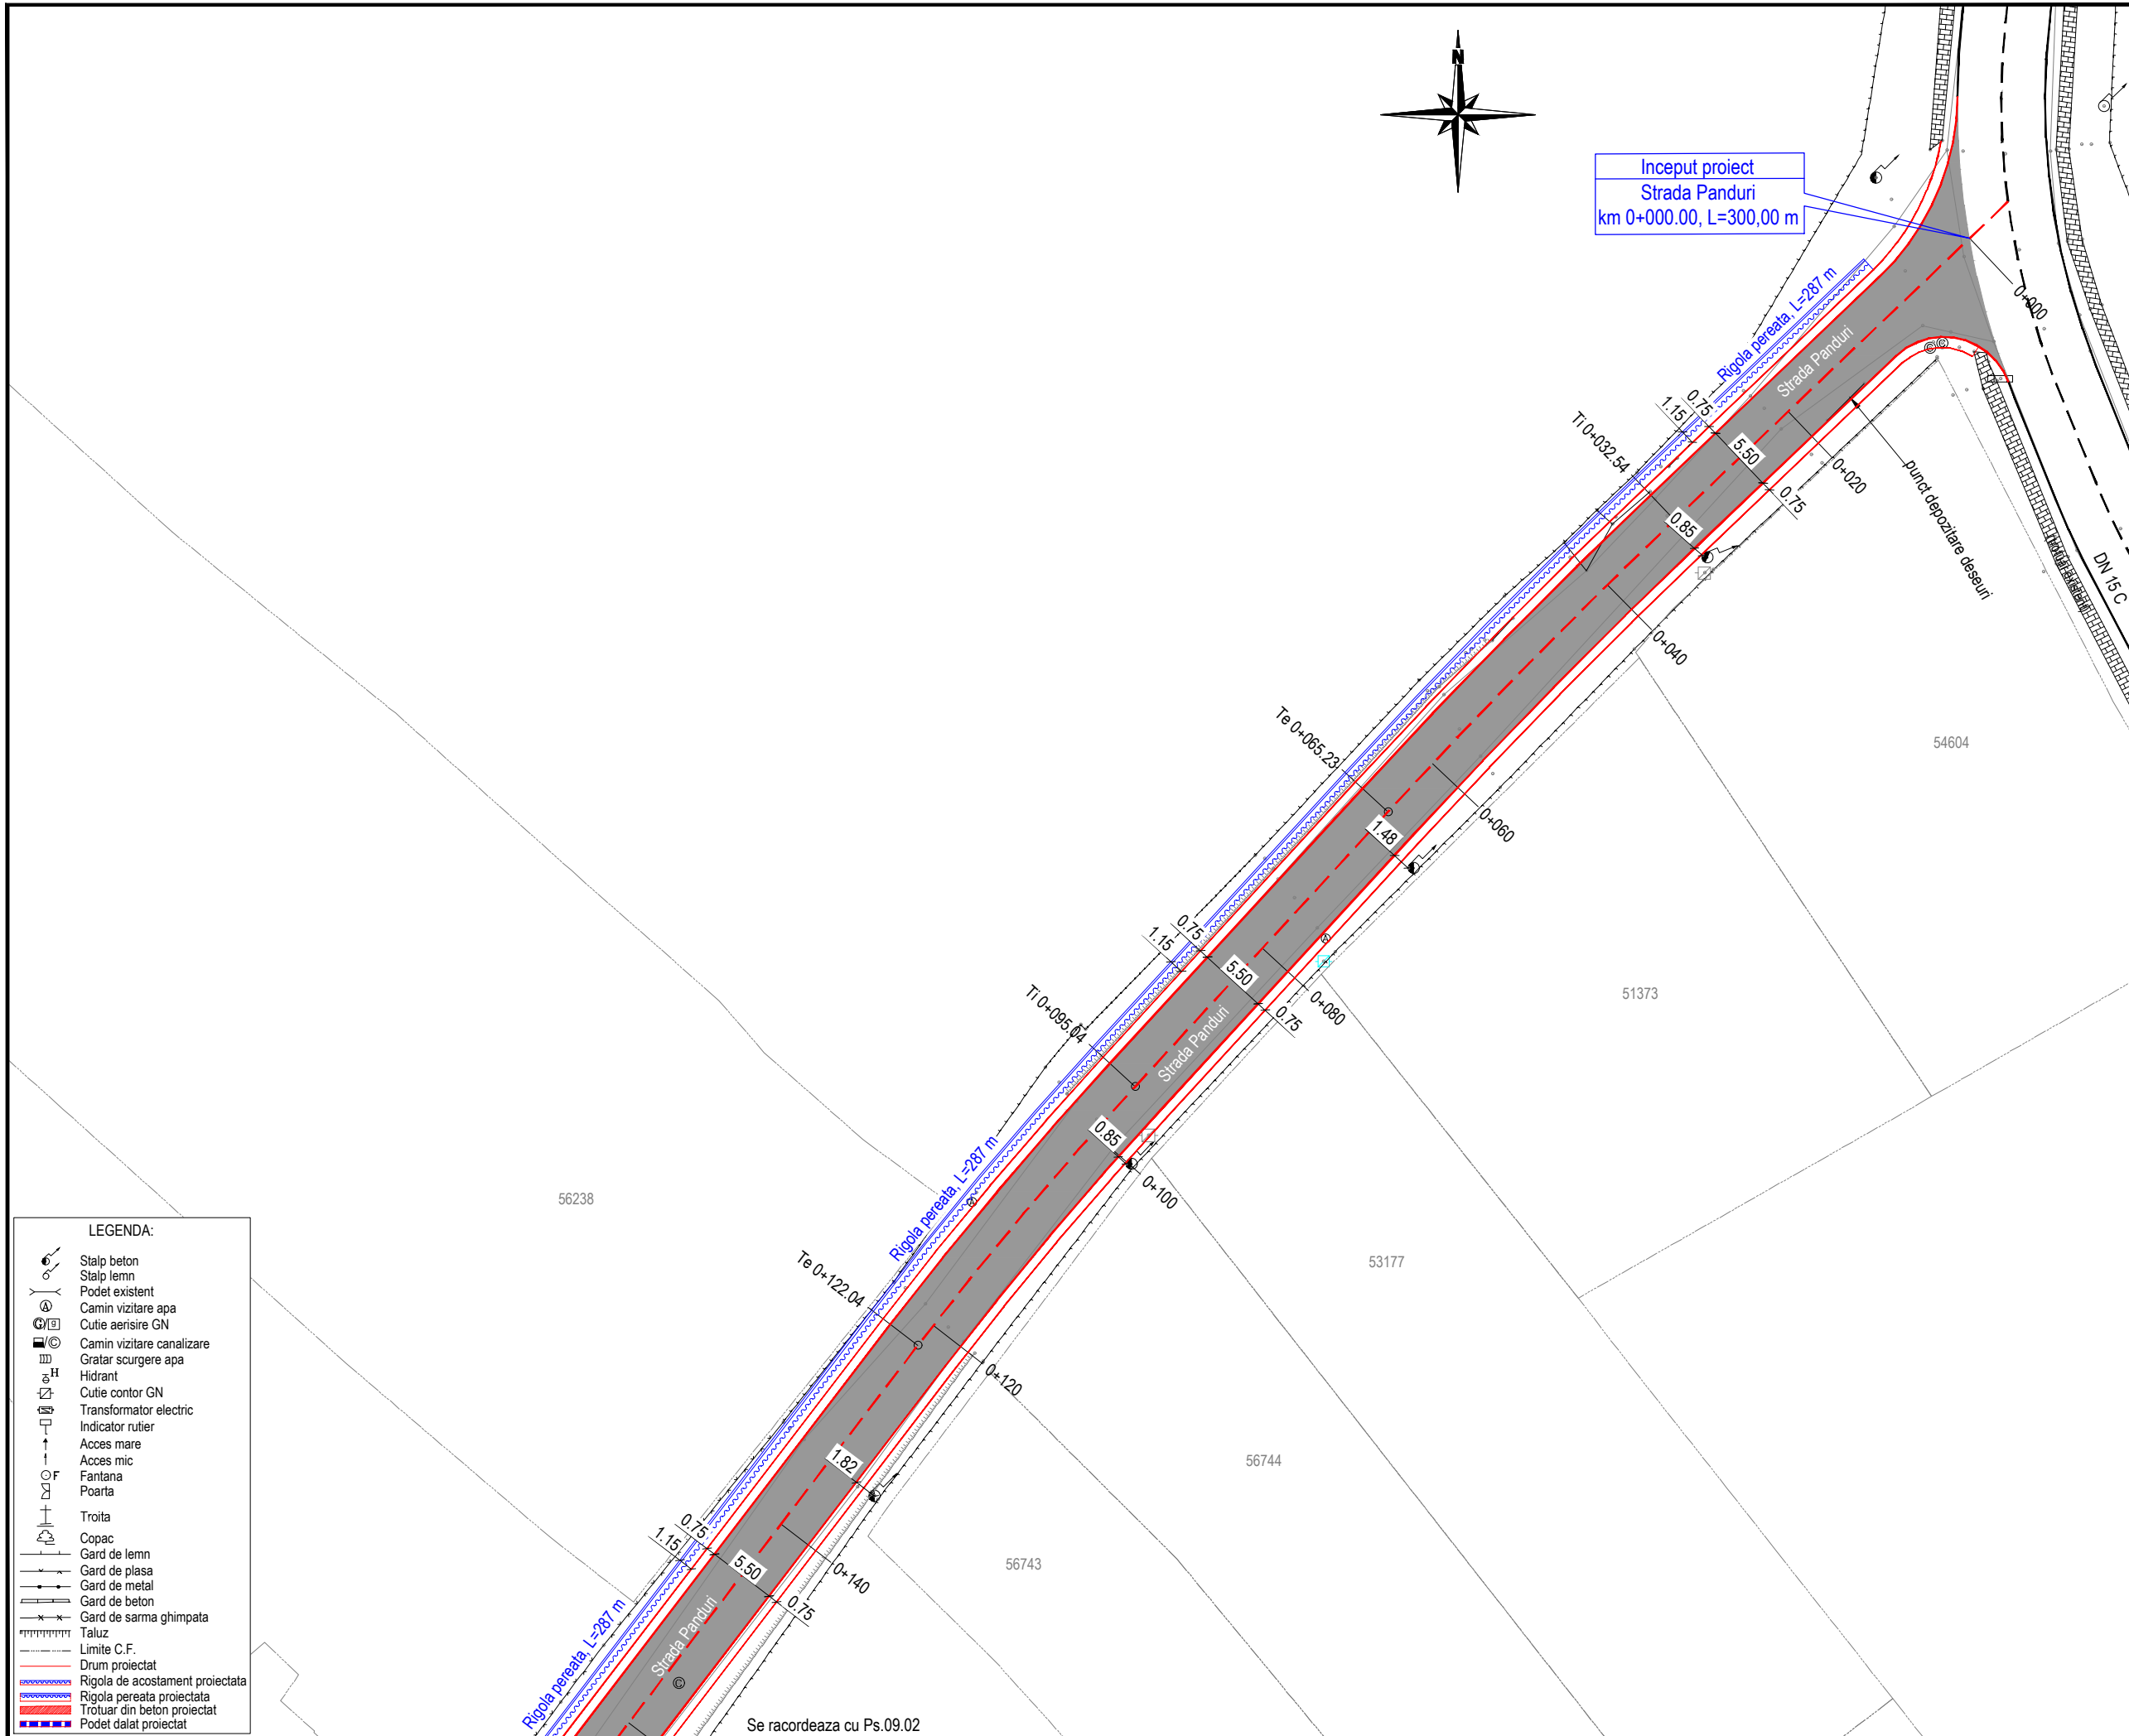 N
Inceput proiect
Strada Panduri
km 0+000.00, L=300,00 m
0+000
Rigola pereata, L=287 m
Strada Panduri
0.75
1.15
5.50
0.75
0+020
punct depozitare deseuri
DN 15 C
Ti 0+032.54
0.85
0+040
54604
Te 0+065.23
1.48
0+060
0.75
1.15
5.50
0.75
0+080
51373
Strada Panduri
Ti 0+095.04
0.85
0+100
Rigola pereata, L=287 m
56238
53177
Te 0+122.04
0+120
1.82
56744
0.75
1.15
5.50
0.75
0+140
56743
Strada Panduri
Rigola pereata, L=287 m
Se racordeaza cu Ps.09.02
LEGENDA:
Stalp beton
Stalp lemn
Podet existent
A Camin vizitare apa
G/g Cutie aerisire GN
/C Camin vizitare canalizare
Gratar scurgere apa
H Hidrant
Cutie contor GN
Transformator electric
Indicator rutier
Acces mare
Acces mic
F Fantana
Poarta
Troita
Copac
Gard de lemn
Gard de plasa
Gard de metal
Gard de beton
Gard de sarma ghimpata
Taluz
Limite C.F.
Drum proiectat
Rigola de acostament proiectata
Rigola pereata proiectata
Trotuar din beton proiectat
Podet dalat proiectat